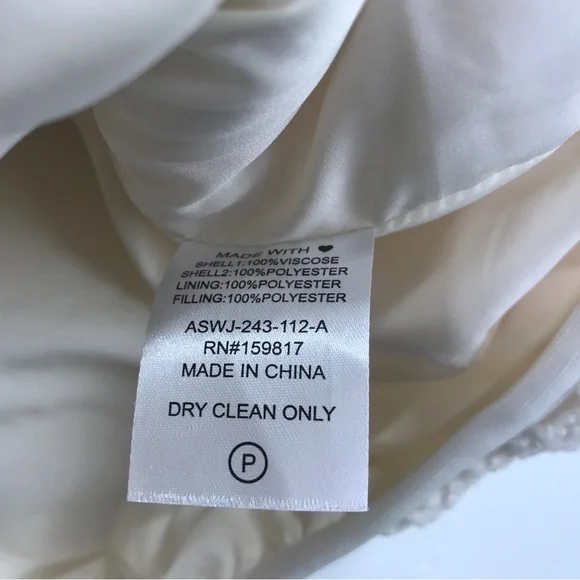 MADE WITH ♥
SHELL1:100%VISCOSE
SHELL2:100%POLYESTER
LINING:100%POLYESTER
FILLING:100%POLYESTER
ASWJ-243-112-A
RN#159817
MADE IN CHINA
DRY CLEAN ONLY
P